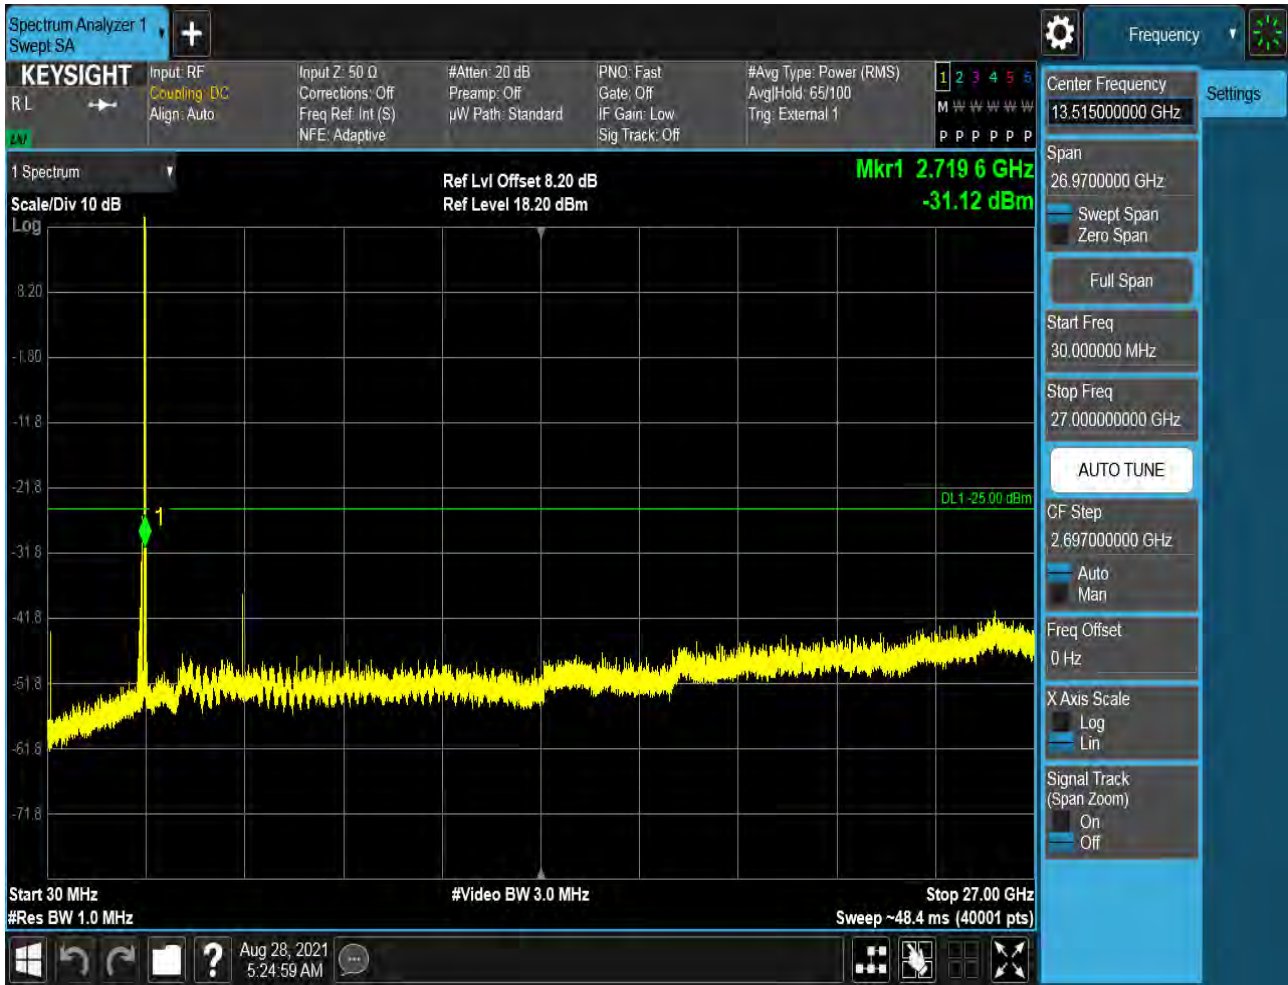 Spectrum Analyzer 1
Swept SA
Frequency
KEYSIGHT
R L
LNI
Input: RF
Coupling: DC
Align: Auto
Input Z: 50 Ω
Corrections: Off
Freq Ref: Int (S)
NFE: Adaptive
#Atten: 20 dB
Preamp: Off
µW Path: Standard
PNO: Fast
Gate: Off
IF Gain: Low
Sig Track: Off
#Avg Type: Power (RMS)
Avg|Hold: 65/100
Trig: External 1
1 2 3 4 5 6
M W W W W W
P P P P P P
1 Spectrum
Scale/Div 10 dB
Log
Ref Lvl Offset 8.20 dB
Ref Level 18.20 dBm
Mkr1 2.719 6 GHz
-31.12 dBm
8.20
-1.80
-11.8
-21.8
-31.8
-41.8
-51.8
-61.8
-71.8
1
DL1 -25.00 dBm
Start 30 MHz
#Res BW 1.0 MHz
#Video BW 3.0 MHz
Stop 27.00 GHz
Sweep ~48.4 ms (40001 pts)
Center Frequency
13.515000000 GHz
Settings
Span
26.9700000 GHz
Swept Span
Zero Span
Full Span
Start Freq
30.000000 MHz
Stop Freq
27.000000000 GHz
AUTO TUNE
CF Step
2.697000000 GHz
Auto
Man
Freq Offset
0 Hz
X Axis Scale
Log
Lin
Signal Track
(Span Zoom)
On
Off
?
Aug 28, 2021
5:24:59 AM